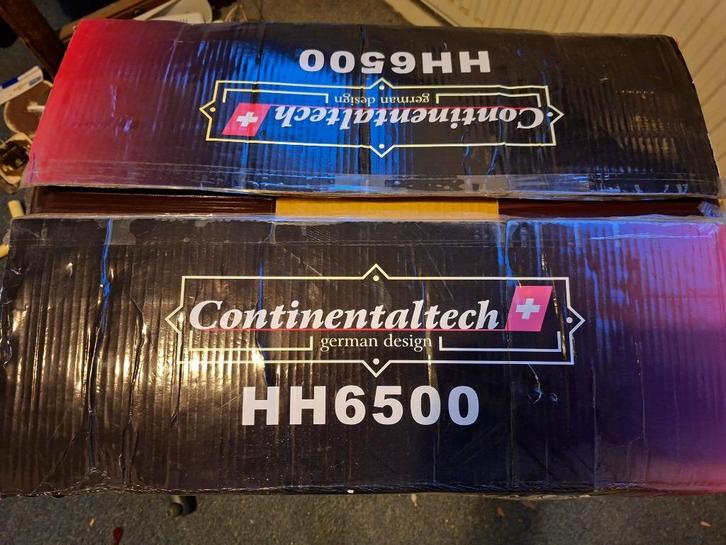 HH6500
Continentaltech
german design
Continentaltech
german design
HH6500